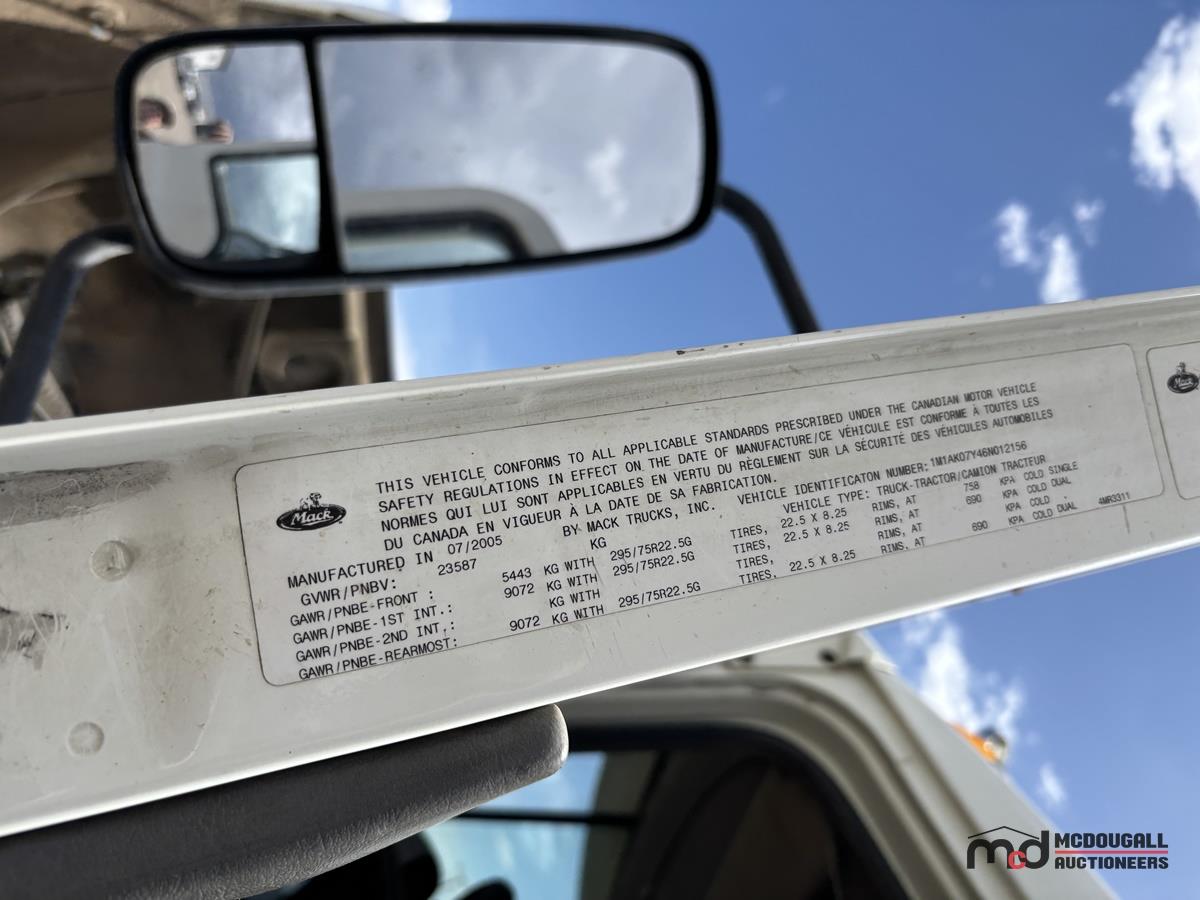 THIS VEHICLE CONFORMS TO ALL APPLICABLE STANDARDS PRESCRIBED UNDER THE CANADIAN MOTOR VEHICLE
SAFETY REGULATIONS IN EFFECT ON THE DATE OF MANUFACTURE/CE VÉHICULE EST CONFORME À TOUTES LES
NORMES QUI LUI SONT APPLICABLES EN VERTU DU RÈGLEMENT SUR LA SÉCURITÉ DES VÉHICULES AUTOMOBILES
DU CANADA EN VIGUEUR À LA DATE DE SA FABRICATION.
Mack
MANUFACTURED IN 07/2005 BY MACK TRUCKS, INC. VEHICLE IDENTIFICATON NUMBER: 1M1AK07Y46N012156
GVWR/PNBV: 23587 KG VEHICLE TYPE: TRUCK-TRACTOR/CAMION TRACTEUR
GAWR/PNBE-FRONT : 5443 KG WITH 295/75R22.5G TIRES, 22.5 X 8.25 RIMS, AT 758 KPA COLD SINGLE
GAWR/PNBE-1ST INT.: 9072 KG WITH 295/75R22.5G TIRES, 22.5 X 8.25 RIMS, AT 690 KPA COLD DUAL
GAWR/PNBE-2ND INT.: KG WITH TIRES, RIMS, AT KPA COLD
GAWR/PNBE-REARMOST: 9072 KG WITH 295/75R22.5G TIRES, 22.5 X 8.25 RIMS, AT 690 KPA COLD DUAL 4MR3311
Mack
mcd MCDOUGALL
AUCTIONEERS